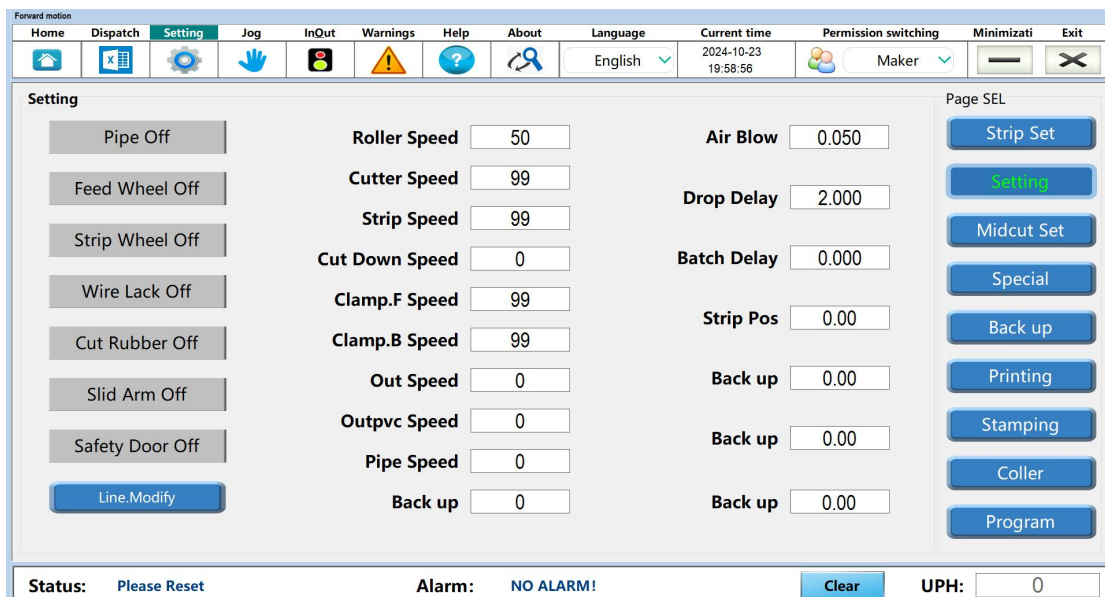 Forward motion
Home Dispatch Setting Jog InOut Warnings Help About Language Current time Permission switching Minimizati Exit
English 2024-10-23 19:58:56 Maker
Setting Page SEL
Pipe Off
Feed Wheel Off
Strip Wheel Off
Wire Lack Off
Cut Rubber Off
Slid Arm Off
Safety Door Off
Line.Modify
Roller Speed 50
Cutter Speed 99
Strip Speed 99
Cut Down Speed 0
Clamp.F Speed 99
Clamp.B Speed 99
Out Speed 0
Outpvc Speed 0
Pipe Speed 0
Back up 0
Air Blow 0.050
Drop Delay 2.000
Batch Delay 0.000
Strip Pos 0.00
Back up 0.00
Back up 0.00
Back up 0.00
Strip Set
Setting
Midcut Set
Special
Back up
Printing
Stamping
Coller
Program
Status: Please Reset Alarm: NO ALARM! Clear UPH: 0